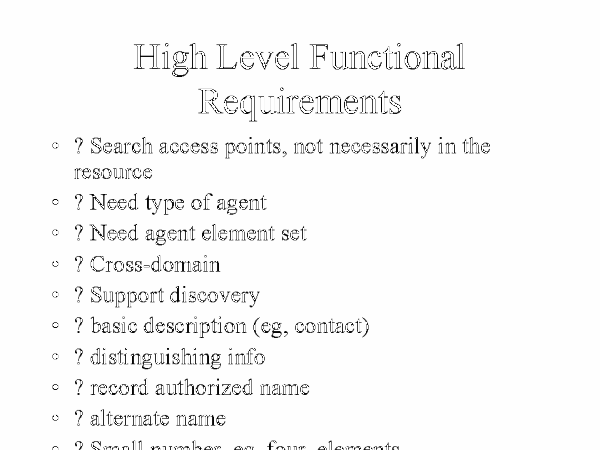 High Level Functional
Requirements
? Search access points, not necessarily in the
resource
? Need type of agent
? Need agent element set
? Cross-domain
? Support discovery
? basic description (eg, contact)
? distinguishing info
? record authorized name
? alternate name
? Small number, eg, four, elements